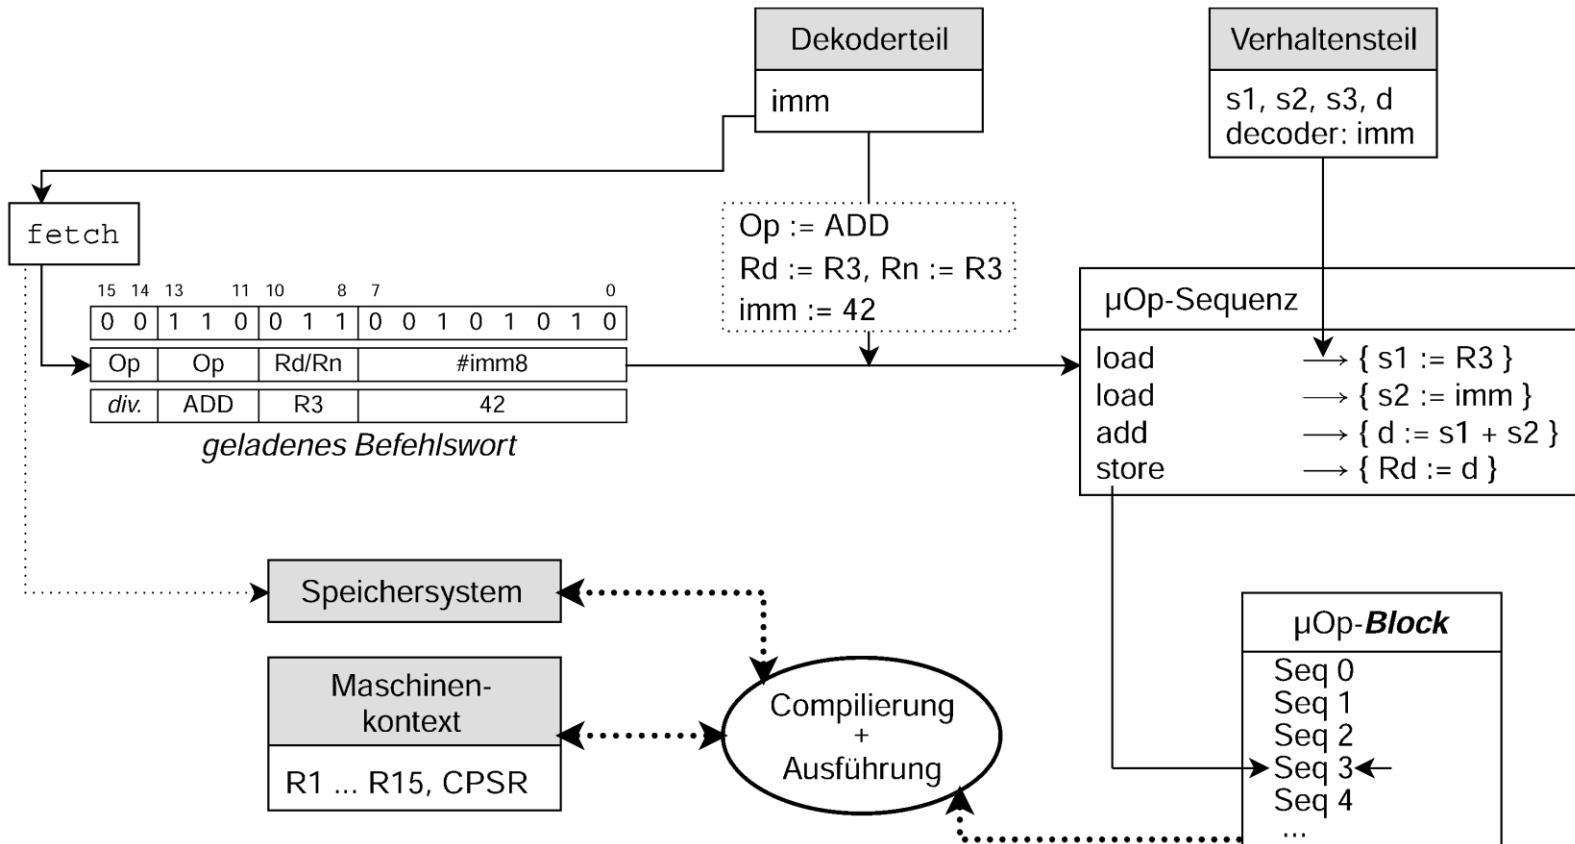 Dekoderteil
imm
Verhaltensteil
s1, s2, s3, d
decoder: imm
fetch
Op := ADD
Rd := R3, Rn := R3
imm := 42
15 14 13 11 10 8 7 0
0 0 1 1 0 0 1 1 0 0 1 0 1 0 1 0
Op Op Rd/Rn #imm8
div. ADD R3 42
geladenes Befehlswort
µOp-Sequenz
load → { s1 := R3 }
load → { s2 := imm }
add → { d := s1 + s2 }
store → { Rd := d }
Speichersystem
Maschinen-
kontext
R1 ... R15, CPSR
Compilierung
+
Ausführung
µOp-Block
Seq 0
Seq 1
Seq 2
Seq 3
Seq 4
...